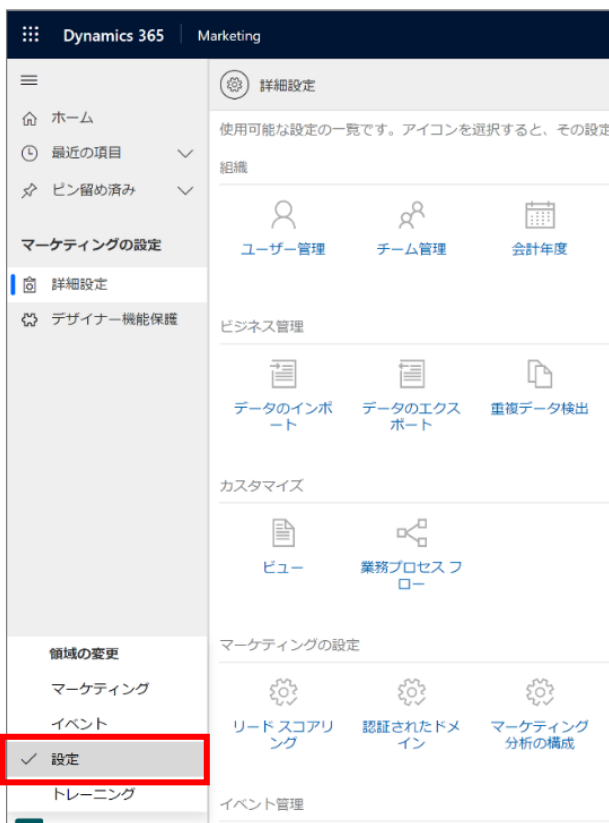 Dynamics 365 Marketing
詳細設定
ホーム
最近の項目
ピン留め済み
マーケティングの設定
詳細設定
デザイナー機能保護
領域の変更
マーケティング
イベント
設定
トレーニング
使用可能な設定の一覧です。アイコンを選択すると、その設定
組織
ユーザー管理
チーム管理
会計年度
ビジネス管理
データのインポ
ート
データのエクス
ポート
重複データ検出
カスタマイズ
ビュー
業務プロセス フ
ロー
マーケティングの設定
リード スコアリ
ング
認証されたドメ
イン
マーケティング
分析の構成
イベント管理